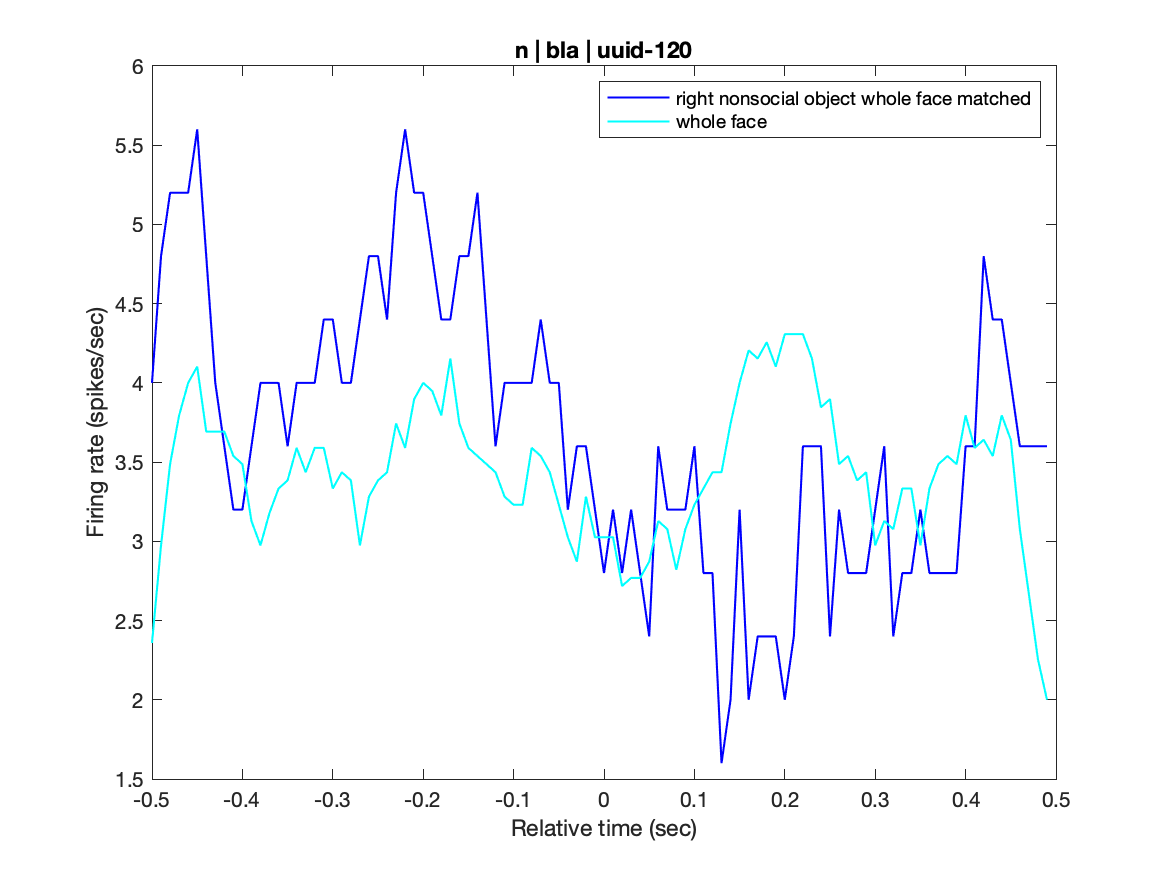 n | bla | uuid-120
right nonsocial object whole face matched
whole face
Firing rate (spikes/sec)
6
5.5
5
4.5
4
3.5
3
2.5
2
1.5
-0.5 -0.4 -0.3 -0.2 -0.1 0 0.1 0.2 0.3 0.4 0.5
Relative time (sec)